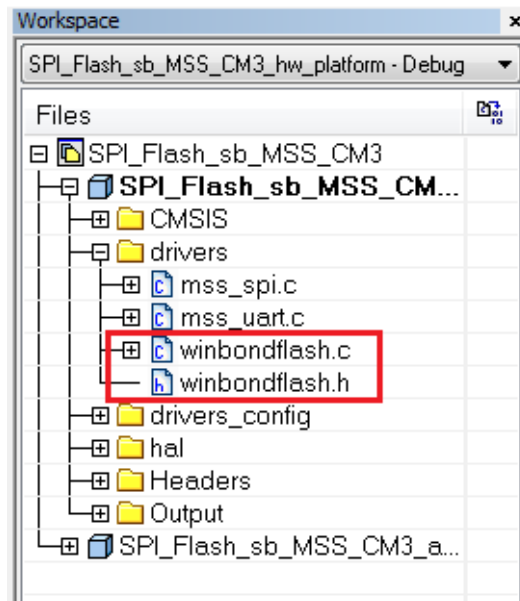 Workspace
SPI_Flash_sb_MSS_CM3_hw_platform - Debug
Files
SPI_Flash_sb_MSS_CM3
SPI_Flash_sb_MSS_CM...
CMSIS
drivers
mss_spi.c
mss_uart.c
winbondflash.c
winbondflash.h
drivers_config
hal
Headers
Output
SPI_Flash_sb_MSS_CM3_a...